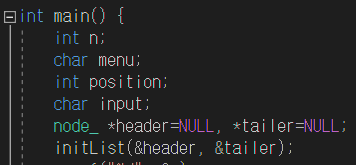 int main() {
int n;
char menu;
int position;
char input;
node_ *header=NULL, *tailer=NULL;
initList(&header, &tailer);